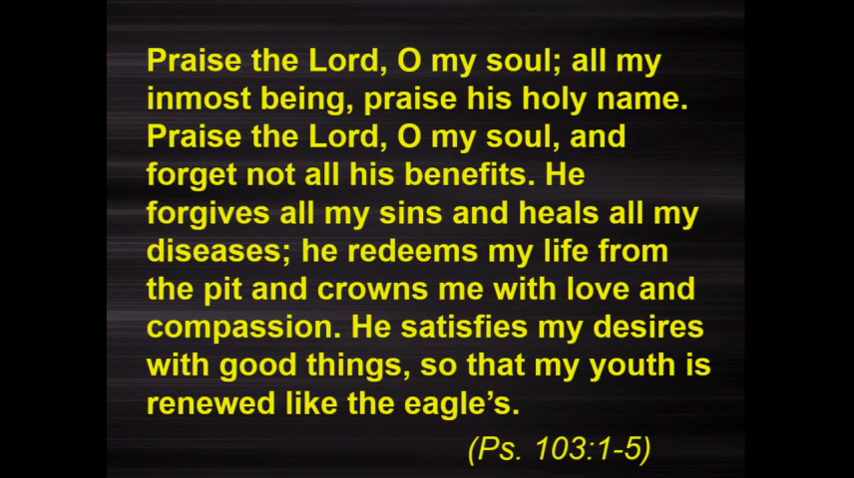 Praise the Lord, O my soul; all my
inmost being, praise his holy name.
Praise the Lord, O my soul, and
forget not all his benefits. He
forgives all my sins and heals all my
diseases; he redeems my life from
the pit and crowns me with love and
compassion. He satisfies my desires
with good things, so that my youth is
renewed like the eagle’s.
(Ps. 103:1-5)